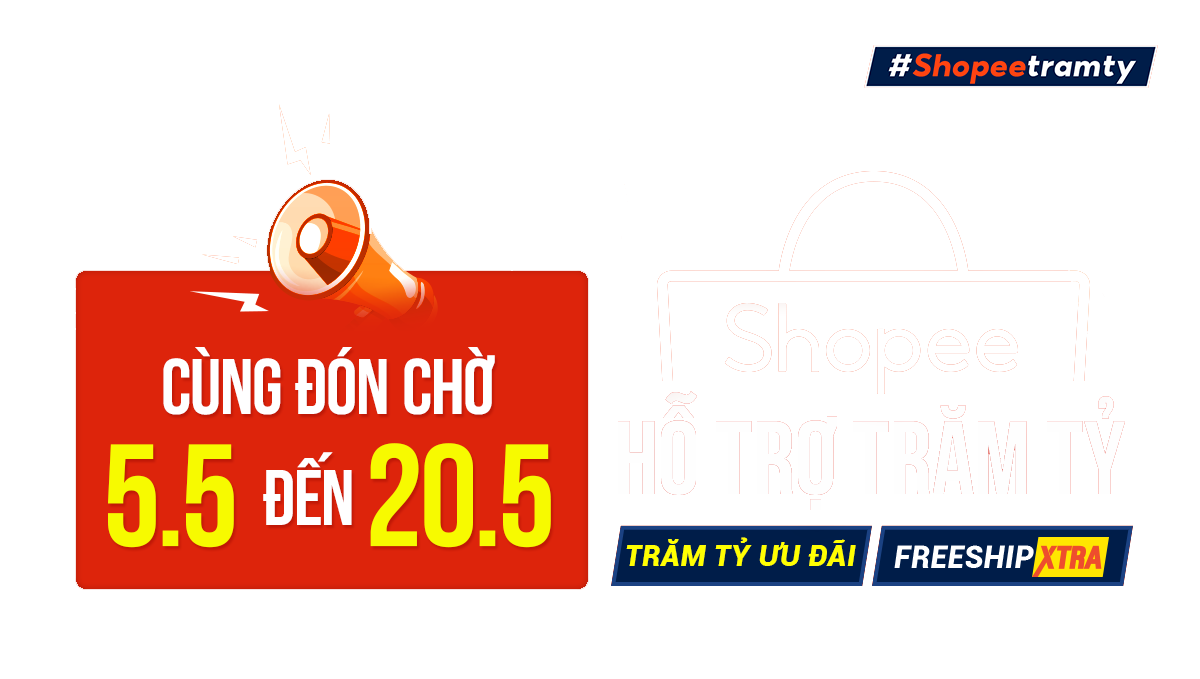 #Shopeetramty
CÙNG ĐÓN CHỜ
5.5 ĐẾN 20.5
Shopee
HỖ TRỢ TRĂM TỶ
TRĂM TỶ ƯU ĐÃI
FREESHIP XTRA